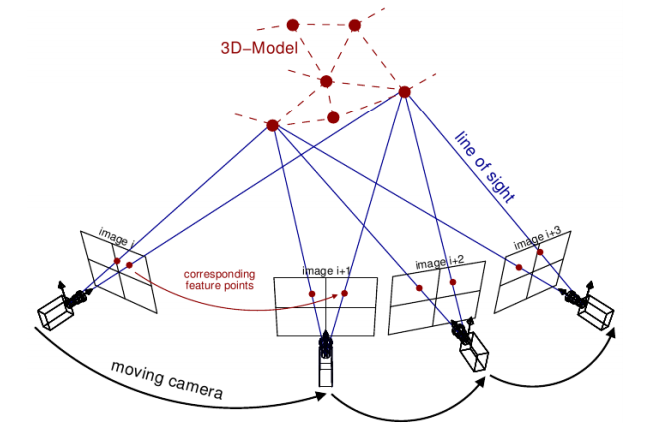 3D−Model
line of sight
image i
image i+1
image i+2
image i+3
corresponding
feature points
moving camera